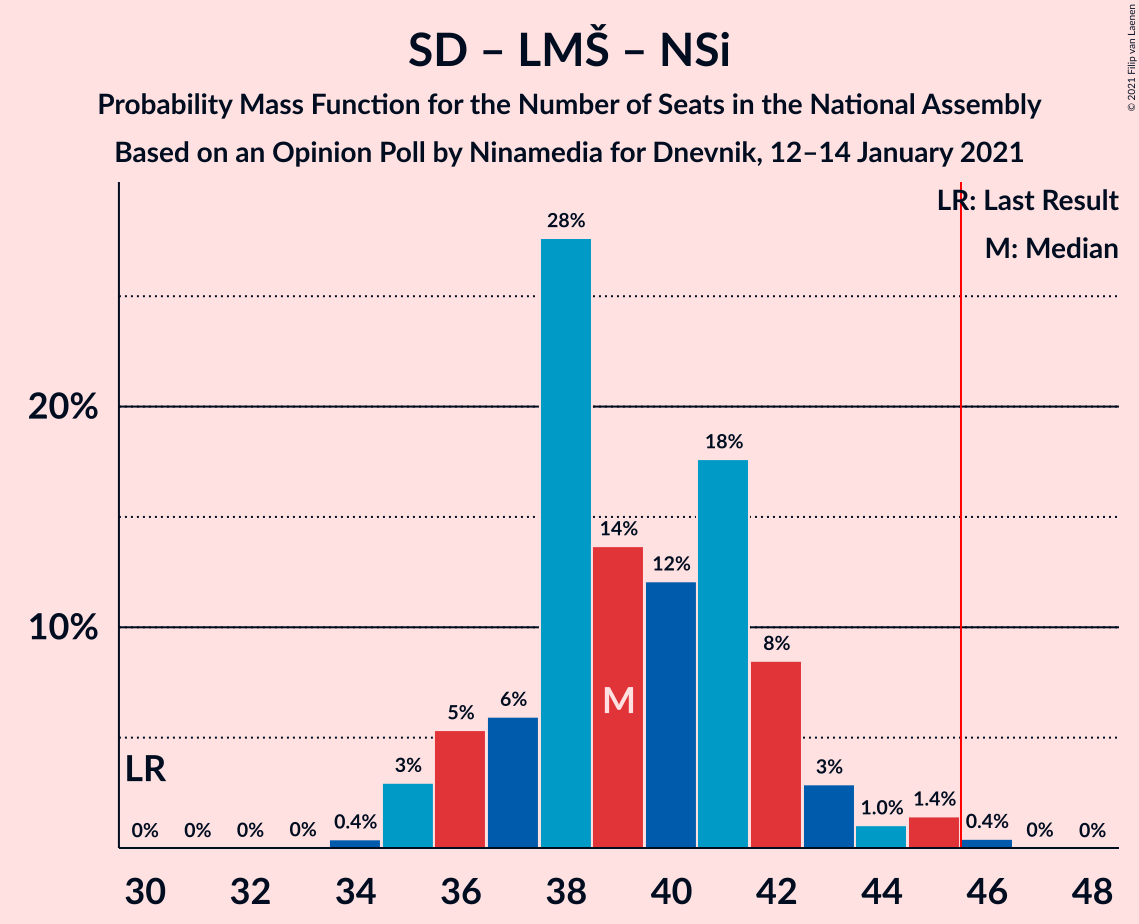 SD – LMŠ – NSi
Probability Mass Function for the Number of Seats in the National Assembly
Based on an Opinion Poll by Ninamedia for Dnevnik, 12–14 January 2021
© 2021 Filip van Laenen
LR: Last Result
M: Median
28%
20%
18%
14%
12%
10%
8%
6%
5%
3%
3%
1.4%
1.0%
0.4%
0.4%
0% 0% 0% 0% 0% 0%
M
LR
30 32 34 36 38 40 42 44 46 48